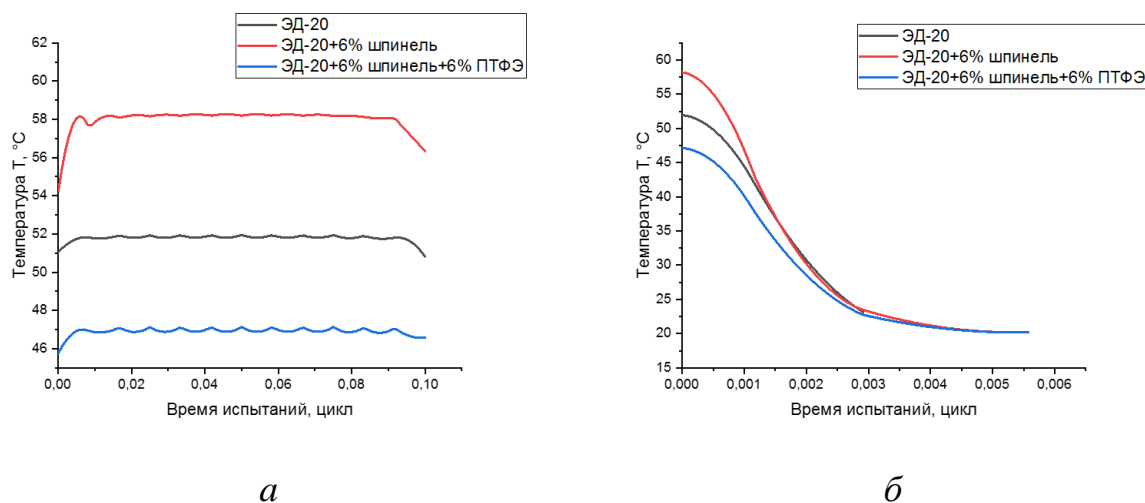 а
ЭД-20
ЭД-20+6% шпинель
ЭД-20+6% шпинель+6% ПТФЭ
Температура T, °C
62
60
58
56
54
52
50
48
46
0,00
0,02
0,04
0,06
0,08
0,10
Время испытаний, цикл
б
ЭД-20
ЭД-20+6% шпинель
ЭД-20+6% шпинель+6% ПТФЭ
Температура T, °C
60
55
50
45
40
35
30
25
20
15
0,000
0,001
0,002
0,003
0,004
0,005
0,006
Время испытаний, цикл
а
б